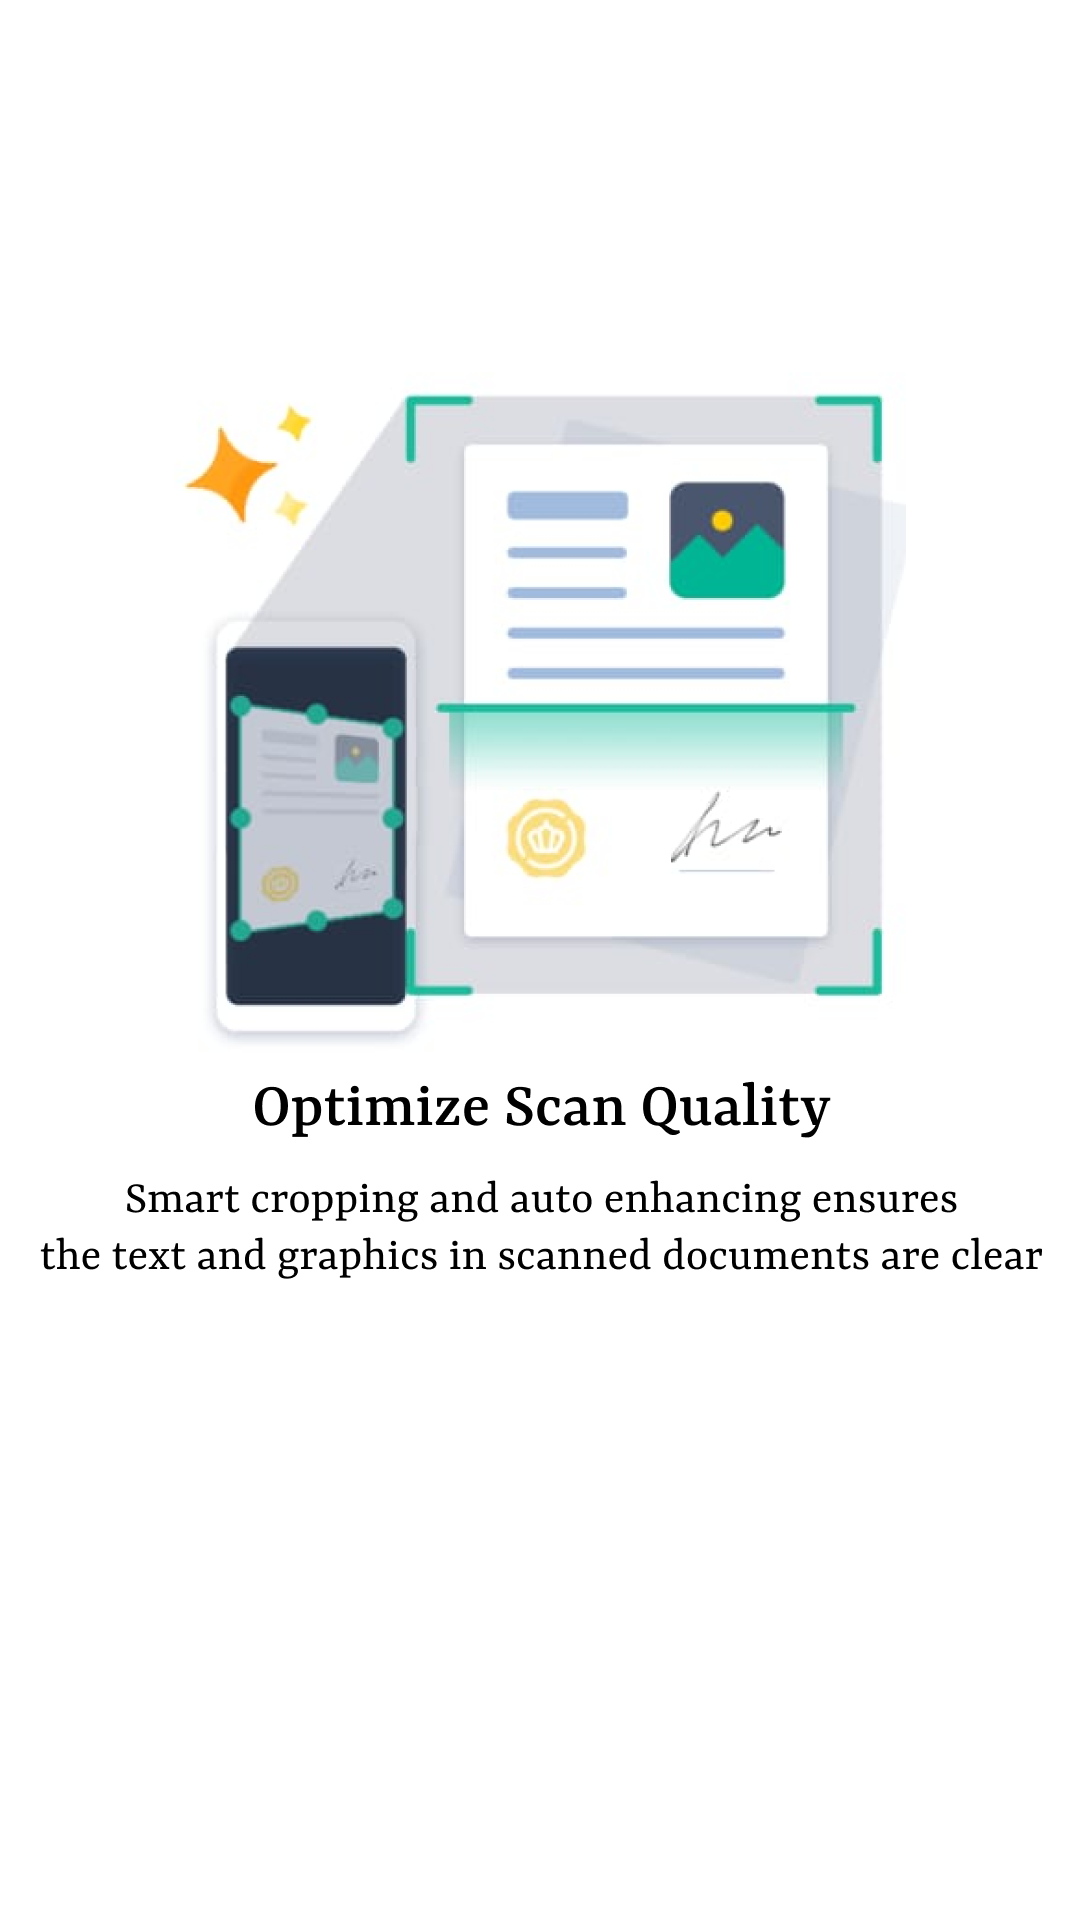 Optimize Scan Quality
Smart cropping and auto enhancing ensures
the text and graphics in scanned documents are clear